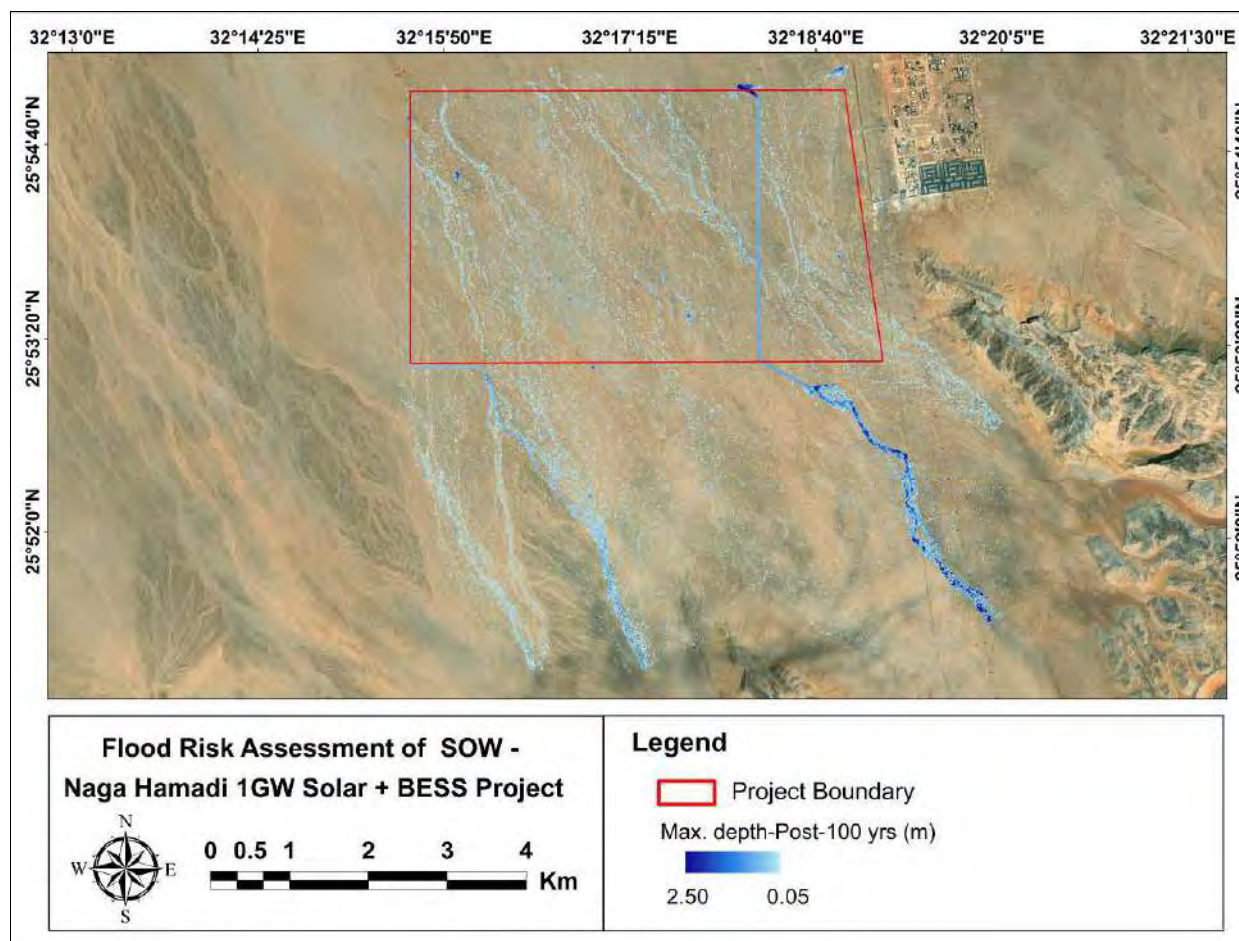 32°13'0"E 32°14'25"E 32°15'50"E 32°17'15"E 32°18'40"E 32°20'5"E 32°21'30"E
25°54'40"N
25°53'20"N
25°52'0"N
Flood Risk Assessment of SOW -
Naga Hamadi 1GW Solar + BESS Project
N
W E
S
0 0.5 1 2 3 4
Km
Legend
Project Boundary
Max. depth-Post-100 yrs (m)
2.50 0.05